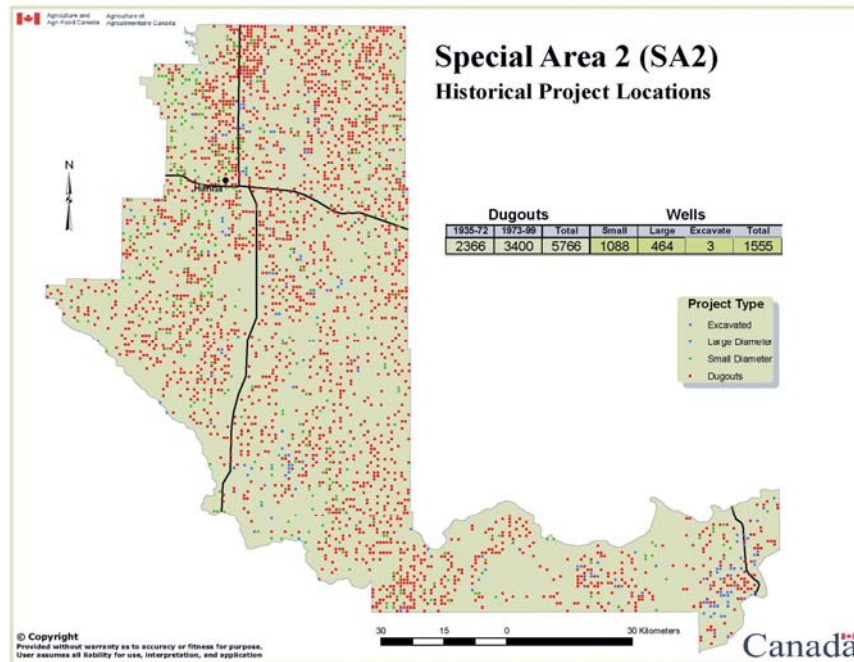 Agriculture and Agriculture et
Agri-Food Canada Agroalimentaire Canada
Special Area 2 (SA2)
Historical Project Locations
N
Hanna
Dugouts Wells
1935-72 1973-99 Total Small Large Excavate Total
2366 3400 5766 1088 464 3 1555
Project Type
Excavated
Large Diameter
Small Diameter
Dugouts
© Copyright
Provided without warranty as to accuracy or fitness for purpose.
User assumes all liability for use, interpretation, and application
30 15 0 30 Kilometers
Canada